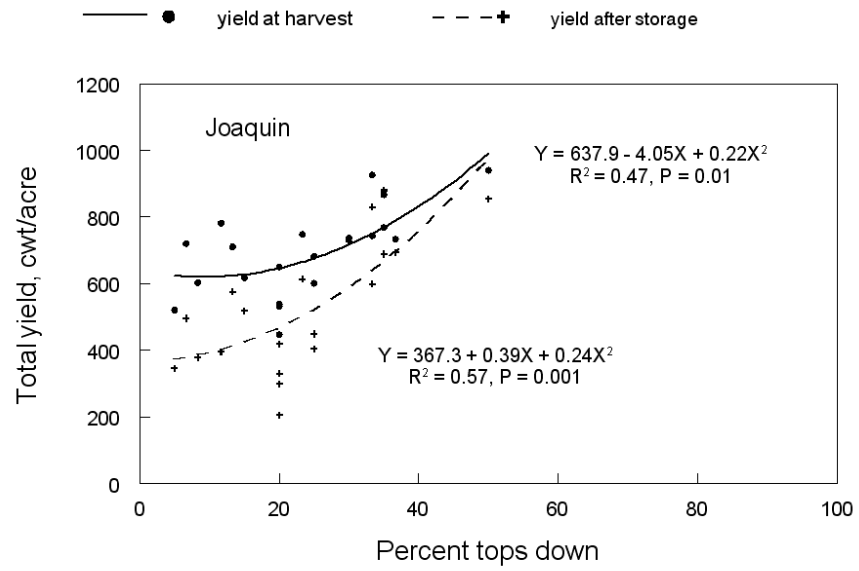 yield at harvest
yield after storage
1200
1000
800
600
400
200
0
Total yield, cwt/acre
Joaquin
Y = 637.9 - 4.05X + 0.22X²
R² = 0.47, P = 0.01
Y = 367.3 + 0.39X + 0.24X²
R² = 0.57, P = 0.001
0
20
40
60
80
100
Percent tops down